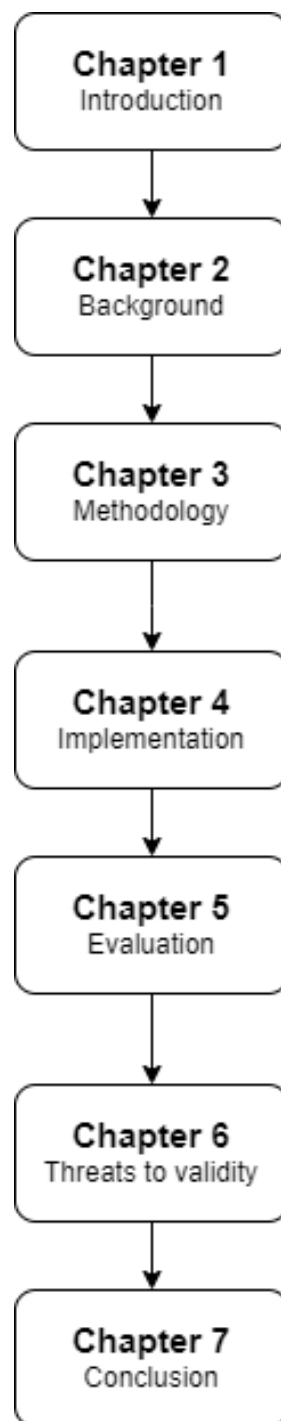 Chapter 1
Introduction
Chapter 2
Background
Chapter 3
Methodology
Chapter 4
Implementation
Chapter 5
Evaluation
Chapter 6
Threats to validity
Chapter 7
Conclusion